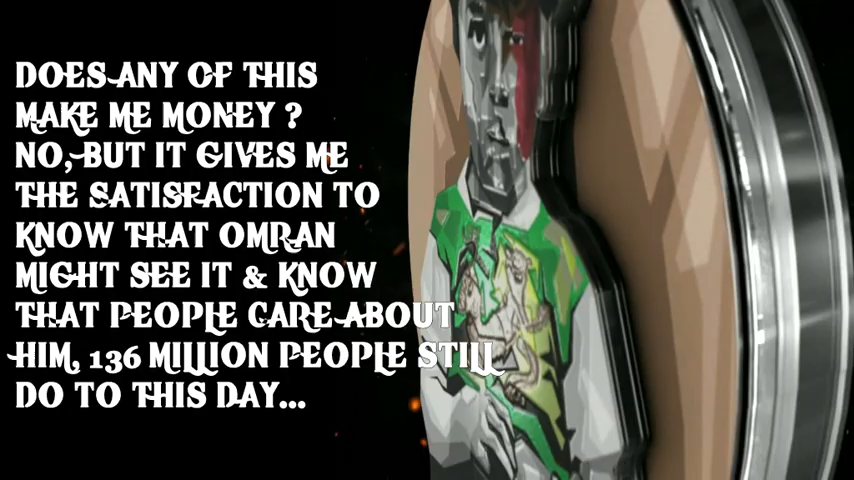 DOES ANY OF THIS
MAKE ME MONEY ?
NO, BUT IT GIVES ME
THE SATISFACTION TO
KNOW THAT OMRAN
MIGHT SEE IT & KNOW
THAT PEOPLE CARE ABOUT
HIM, 136 MILLION PEOPLE STILL
DO TO THIS DAY...